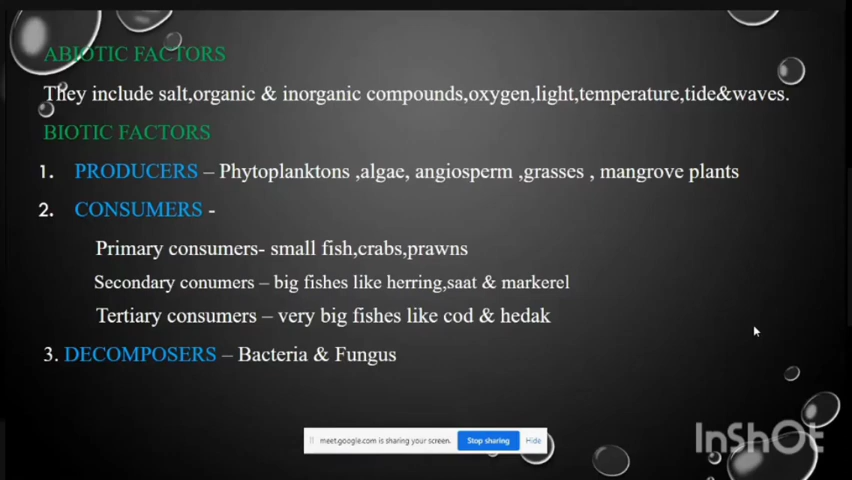 ABIOTIC FACTORS
They include salt,organic & inorganic compounds,oxygen,light,temperature,tide&waves.
BIOTIC FACTORS
1. PRODUCERS – Phytoplanktons ,algae, angiosperm ,grasses , mangrove plants
2. CONSUMERS -
Primary consumers- small fish,crabs,prawns
Secondary conumers – big fishes like herring,saat & markerel
Tertiary consumers – very big fishes like cod & hedak
3. DECOMPOSERS – Bacteria & Fungus
meet.google.com is sharing your screen. Stop sharing Hide
InShOt